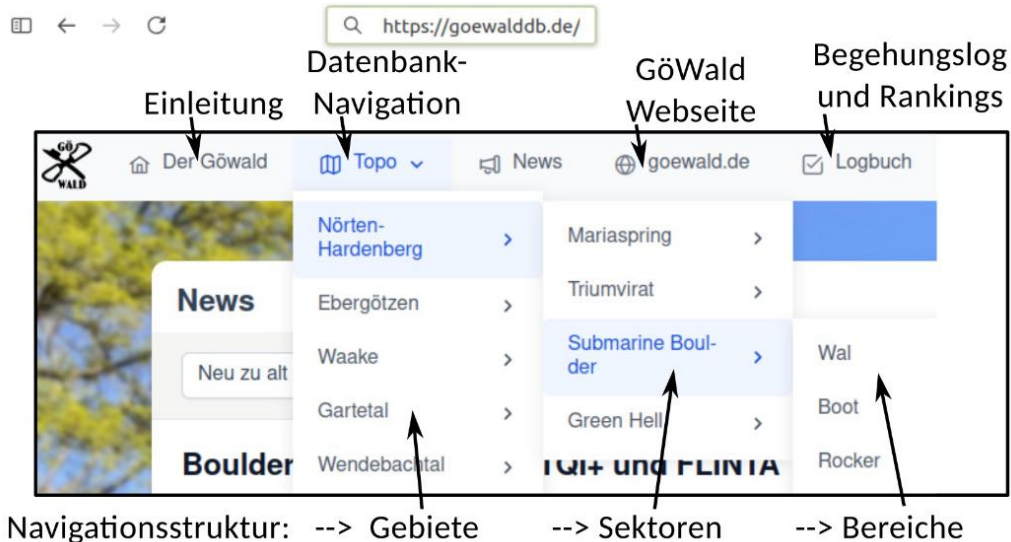 https://goewalddb.de/
Datenbank-
Navigation
Einleitung
GöWald
Webseite
Begehungslog
und Rankings
GÖ
WALD
Der Göwald
Topo
News
goewald.de
Logbuch
Nörten-
Hardenberg
Ebergötzen
Waake
Gartetal
Wendebachtal
Mariaspring
Triumvirat
Submarine Boul-
der
Green Hell
Wal
Boot
Rocker
News
Neu zu alt
Boulder
TQI+ und FLINTA
Navigationsstruktur: --> Gebiete --> Sektoren --> Bereiche